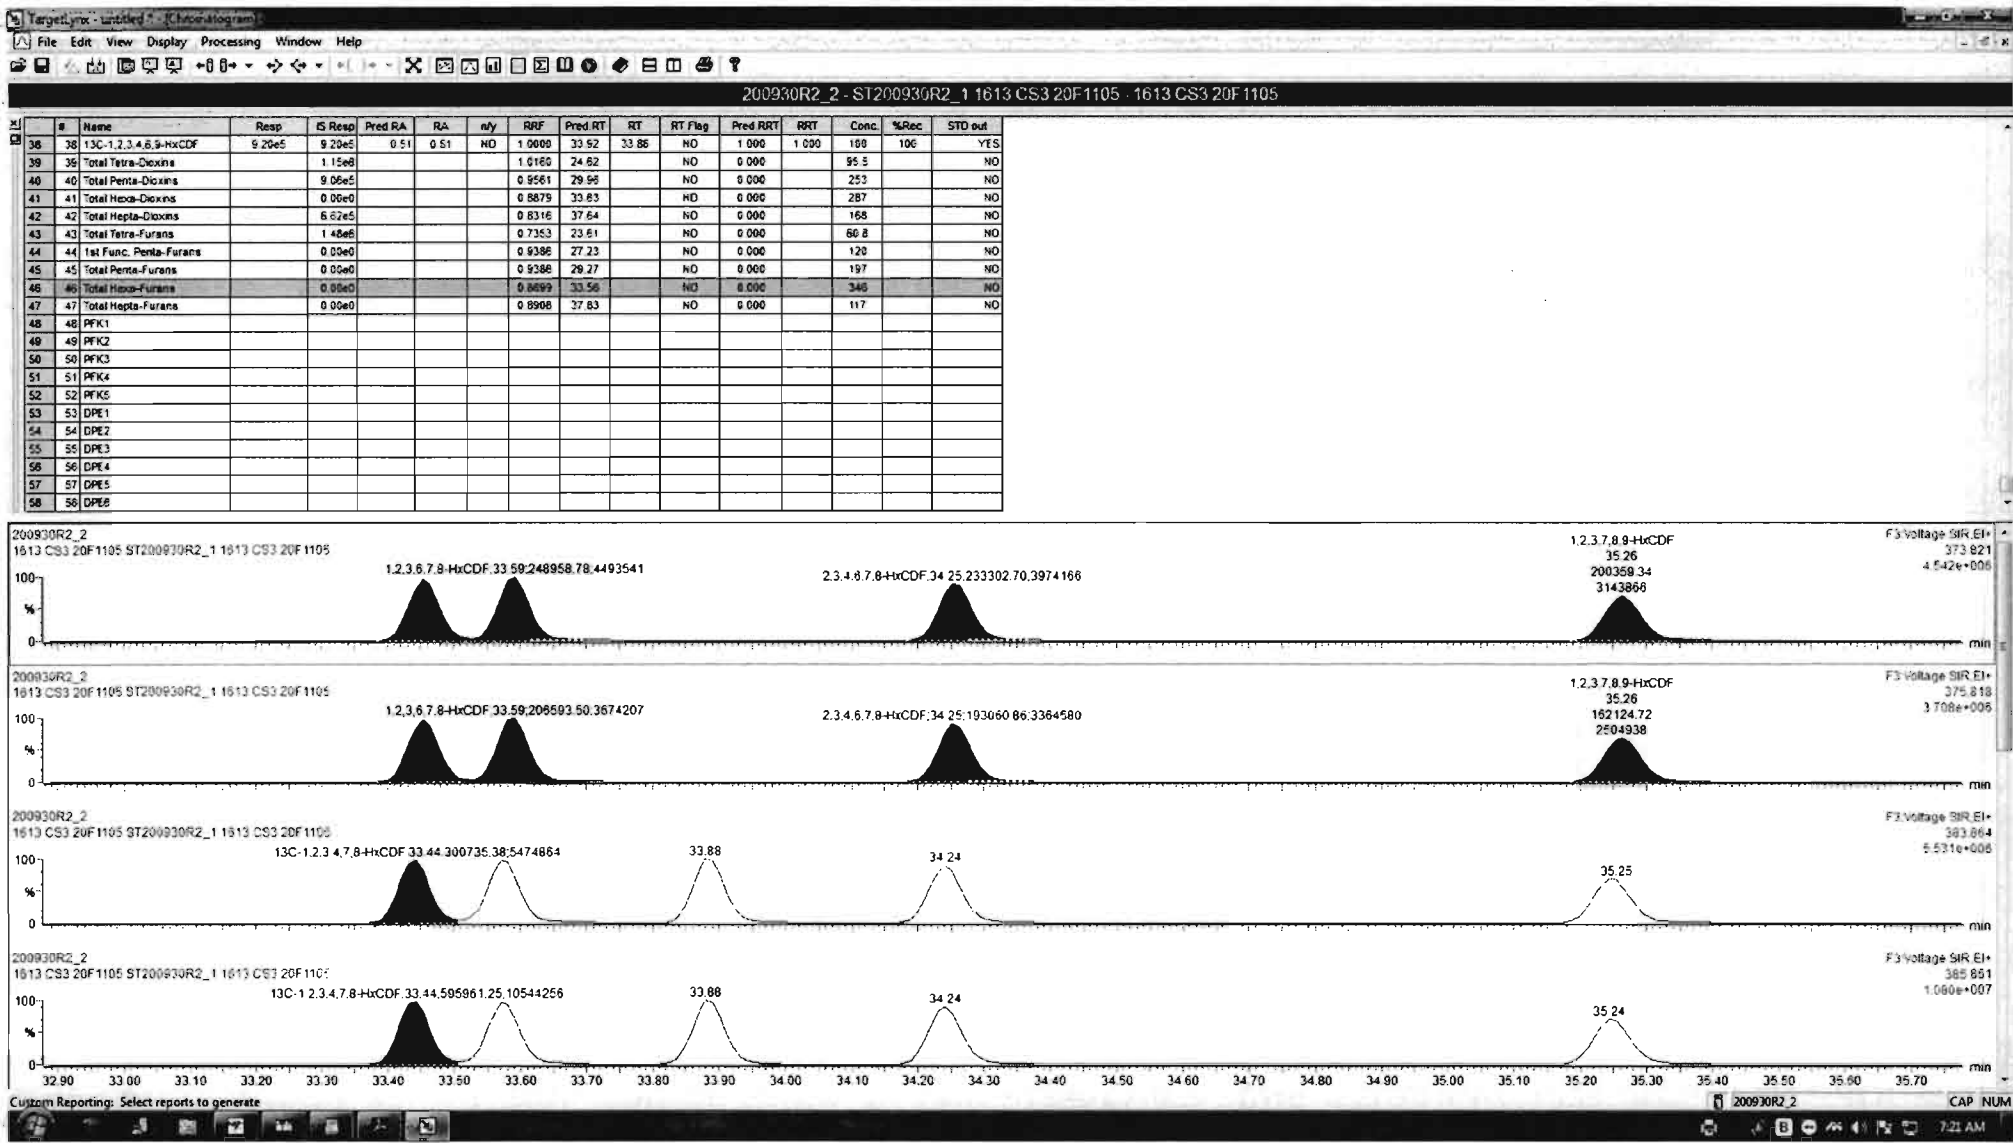 TargetLynx - untitled * - [Chromatogram]
File Edit View Display Processing Window Help
200930R2_2 - ST200930R2_1 1613 CS3 20F1105 - 1613 CS3 20F1105
# Name Resp IS Resp Pred RA RA n/y RRF Pred.RT RT RT Flag Pred RRT RRT Conc. %Rec STD out
38 38 13C-1,2,3,4,6,9-HxCDF 9.20e5 9.20e5 0.51 0.51 NO 1.0000 33.92 33.88 NO 1.000 1.000 100 100 YES
39 39 Total Tetra-Dioxins 1.15e6 1.0160 24.62 NO 0.000 95.5 NO
40 40 Total Penta-Dioxins 9.06e5 0.9561 29.96 NO 0.000 253 NO
41 41 Total Hexa-Dioxins 0.00e0 0.8879 33.83 NO 0.000 287 NO
42 42 Total Hepta-Dioxins 6.62e5 0.8316 37.64 NO 0.000 168 NO
43 43 Total Tetra-Furans 1.48e6 0.7353 23.61 NO 0.000 60.8 NO
44 44 1st Func. Penta-Furans 0.00e0 0.9386 27.23 NO 0.000 120 NO
45 45 Total Penta-Furans 0.00e0 0.9386 29.27 NO 0.000 197 NO
46 46 Total Hexa-Furans 0.00e0 0.8699 33.56 NO 0.000 346 NO
47 47 Total Hepta-Furans 0.00e0 0.8908 37.83 NO 0.000 117 NO
48 48 PFK1
49 49 PFK2
50 50 PFK3
51 51 PFK4
52 52 PFK5
53 53 DPE1
54 54 DPE2
55 55 DPE3
56 56 DPE4
57 57 DPE5
58 58 DPE6
200930R2_2
1613 CS3 20F1105 ST200930R2_1 1613 CS3 20F1105
F3:Voltage SIR,EI+
373.821
4.542e+006
1,2,3,6,7,8-HxCDF;33.59;248958.78;4493541
2,3,4,6,7,8-HxCDF;34.25;233302.70;3974166
1,2,3,7,8,9-HxCDF
35.26
200359.34
3143866
100
%
0
min
200930R2_2
1613 CS3 20F1105 ST200930R2_1 1613 CS3 20F1105
F3:Voltage SIR,EI+
375.818
3.708e+006
1,2,3,6,7,8-HxCDF;33.59;206593.50;3674207
2,3,4,6,7,8-HxCDF;34.25;193060.86;3364580
1,2,3,7,8,9-HxCDF
35.26
162124.72
2504938
100
%
0
min
200930R2_2
1613 CS3 20F1105 ST200930R2_1 1613 CS3 20F1105
F3:Voltage SIR,EI+
383.864
5.531e+006
13C-1,2,3,4,7,8-HxCDF;33.44;300735.38;5474864
33.88
34.24
35.25
100
%
0
min
200930R2_2
1613 CS3 20F1105 ST200930R2_1 1613 CS3 20F1105
F3:Voltage SIR,EI+
385.861
1.080e+007
13C-1,2,3,4,7,8-HxCDF;33.44;595961.25;10544256
33.88
34.24
35.24
100
%
0
min
32.90 33.00 33.10 33.20 33.30 33.40 33.50 33.60 33.70 33.80 33.90 34.00 34.10 34.20 34.30 34.40 34.50 34.60 34.70 34.80 34.90 35.00 35.10 35.20 35.30 35.40 35.50 35.60 35.70
Custom Reporting: Select reports to generate
200930R2_2
CAP NUM
7:21 AM